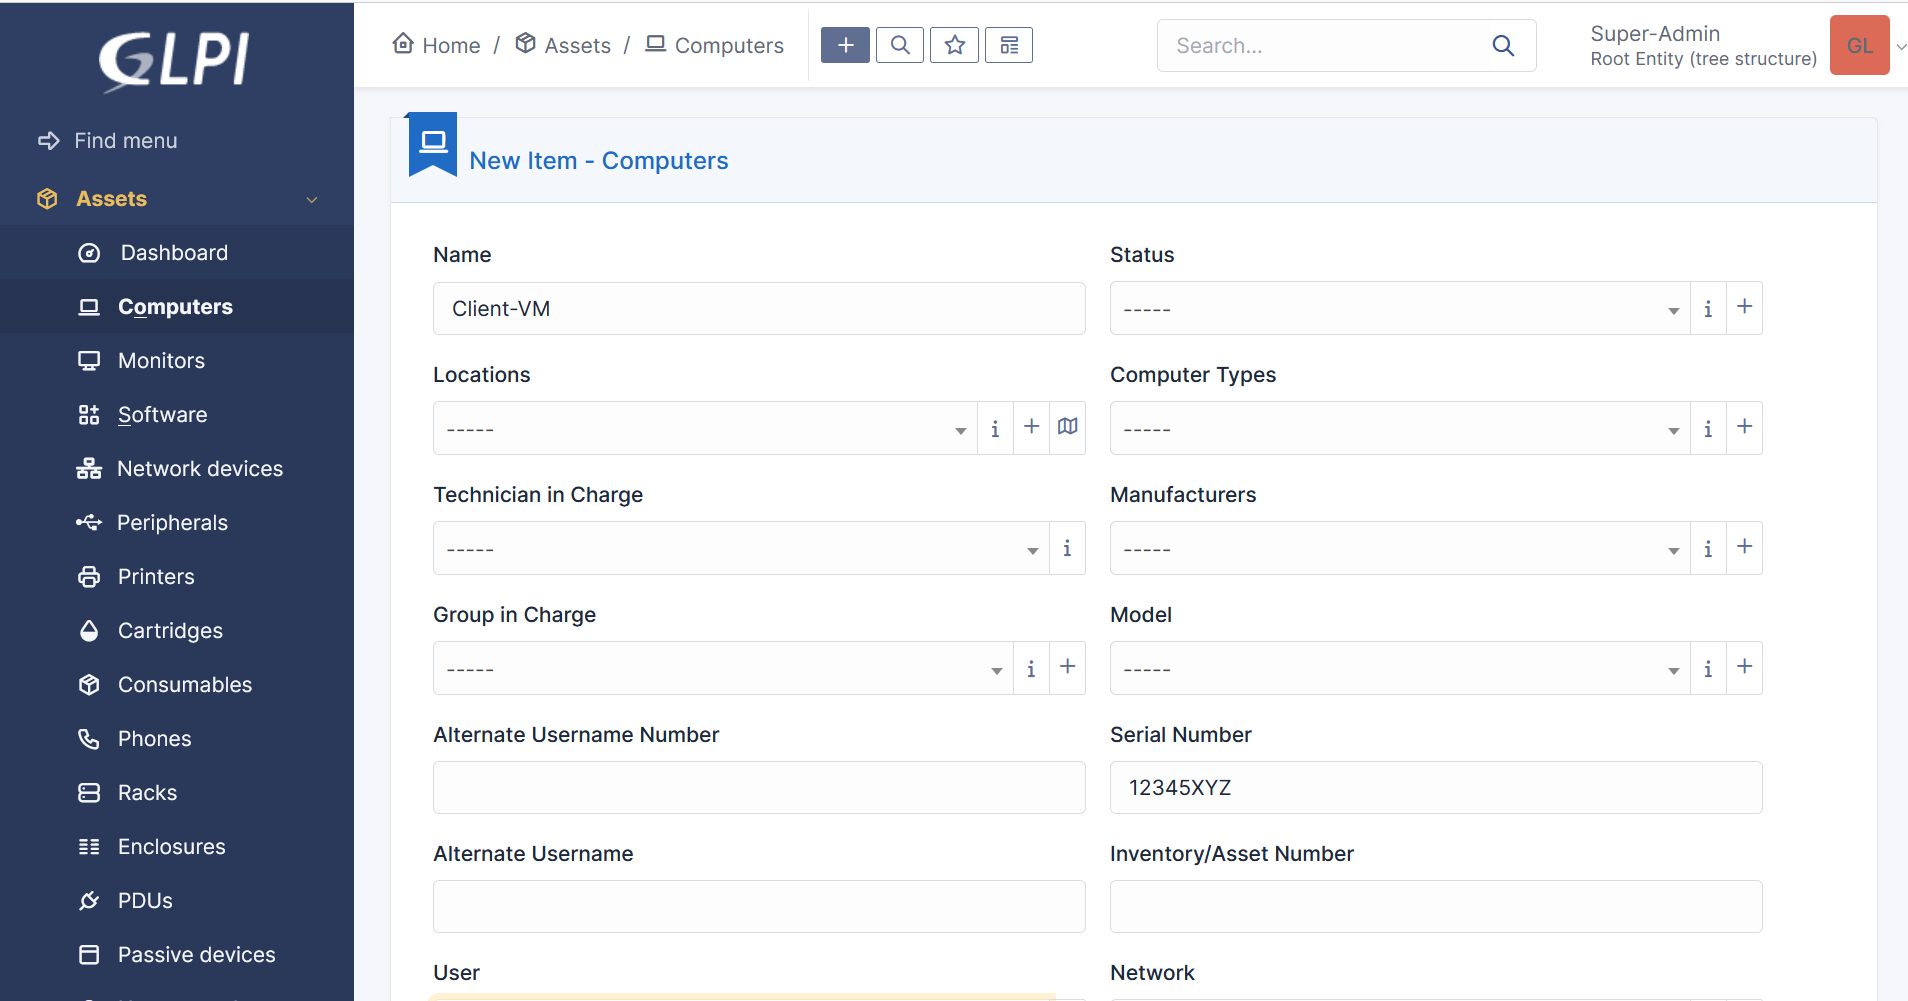 GLPI
Find menu
Assets
Dashboard
Computers
Monitors
Software
Network devices
Peripherals
Printers
Cartridges
Consumables
Phones
Racks
Enclosures
PDUs
Passive devices
Home / Assets / Computers
Search...
Super-Admin
Root Entity (tree structure)
GL
New Item - Computers
Name
Client-VM
Status
-----
Locations
-----
Computer Types
-----
Technician in Charge
-----
Manufacturers
-----
Group in Charge
-----
Model
-----
Alternate Username Number
Serial Number
12345XYZ
Alternate Username
Inventory/Asset Number
User
Network